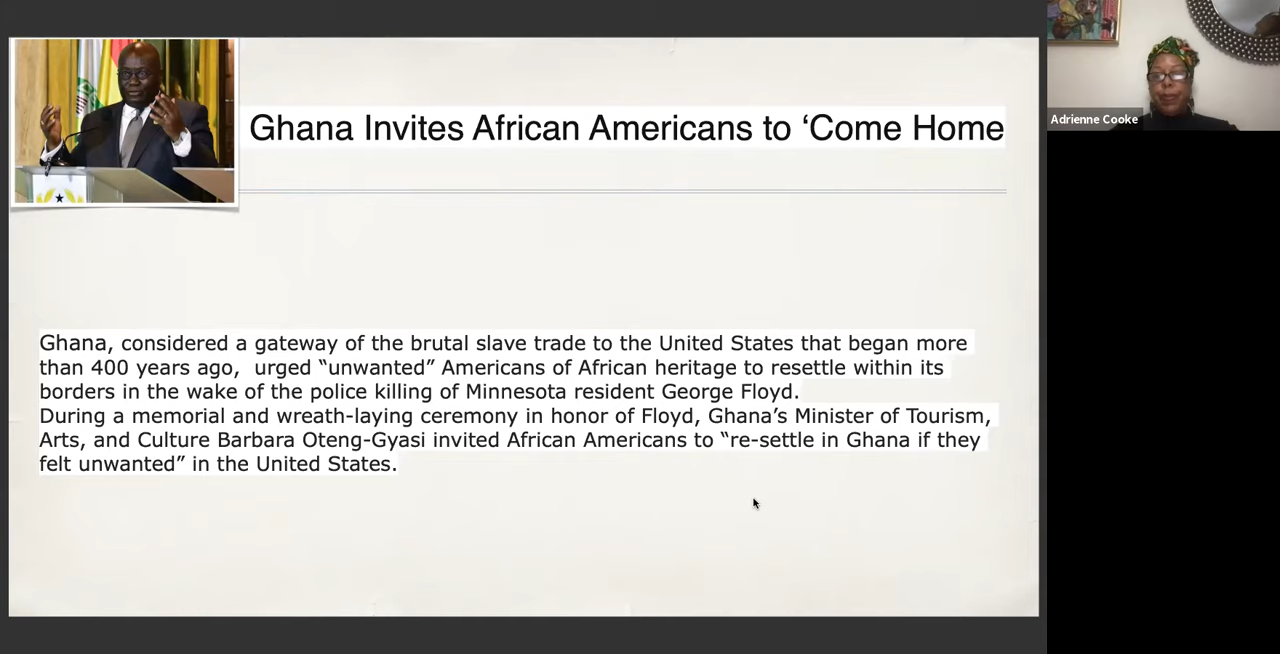 Ghana Invites African Americans to ‘Come Home
Ghana, considered a gateway of the brutal slave trade to the United States that began more
than 400 years ago,  urged “unwanted” Americans of African heritage to resettle within its
borders in the wake of the police killing of Minnesota resident George Floyd.
During a memorial and wreath-laying ceremony in honor of Floyd, Ghana’s Minister of Tourism,
Arts, and Culture Barbara Oteng-Gyasi invited African Americans to “re-settle in Ghana if they
felt unwanted” in the United States.
Adrienne Cooke